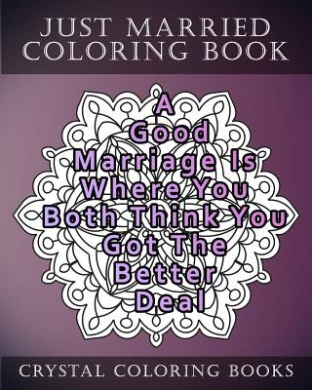 JUST MARRIED
COLORING BOOK
A
Good
Marriage Is
Where You
Both Think You
Got The
Better
Deal
CRYSTAL COLORING BOOKS